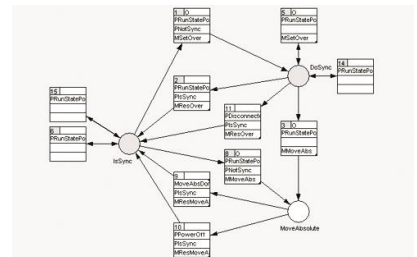 1 0
PRunStatePo
PNotSync
MSetOver
5 0
PRunStatePo
MSetOver
DoSync
14
PRunStatePo
15
PRunStatePo
2
PRunStatePo
PIsSync
MResOver
11
PDisconnecti
PIsSync
MResOver
3 0
PRunStatePo
MMoveAbs
6
PRunStatePo
IsSync
8 0
PRunStatePo
PNotSync
MMoveAbs
9
MoveAbsDor
PIsSync
MResMoveA
10
PPowerOff
PIsSync
MResMoveA
MoveAbsolute